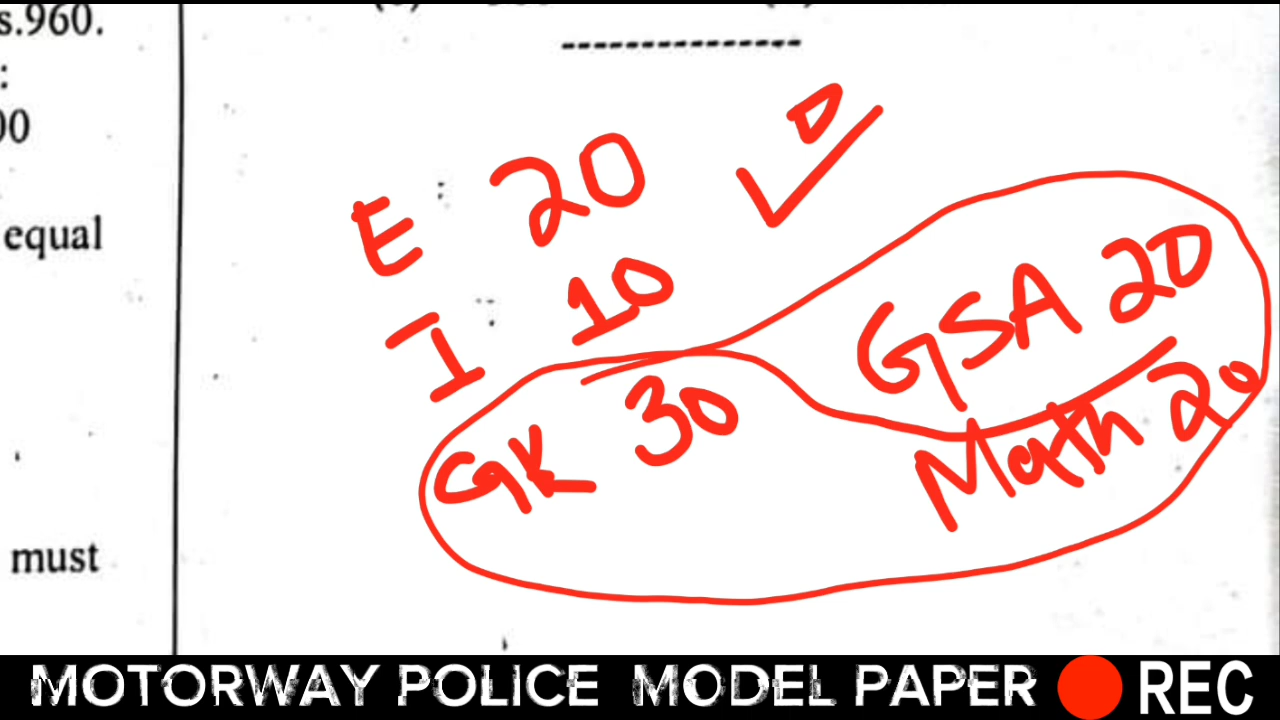 s.960.
:
00
equal
must
---------------
E : 20
I : 10
GK 30
GSA 20
Math 20
MOTORWAY POLICE MODEL PAPER REC